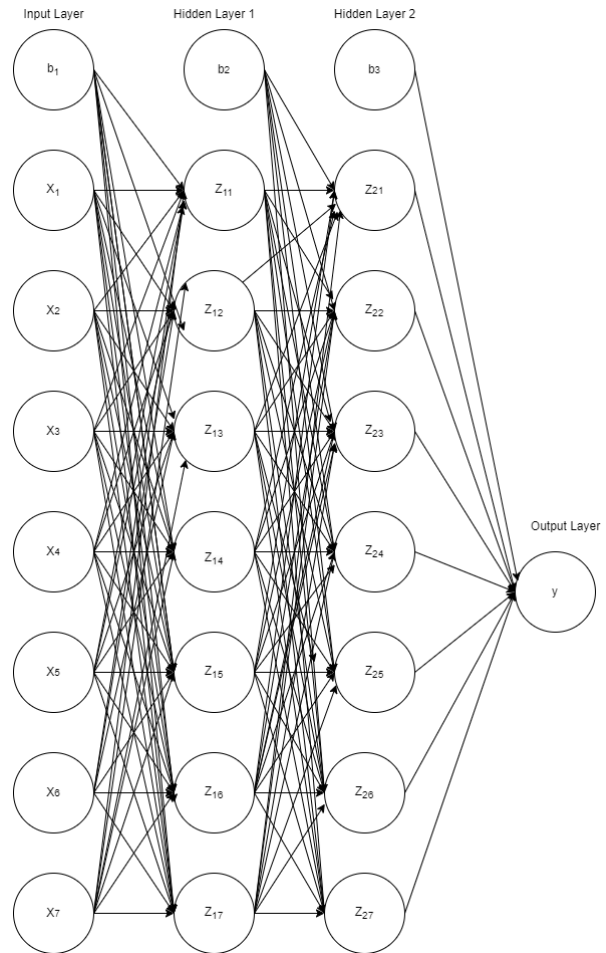 Input Layer
Hidden Layer 1
Hidden Layer 2
b₁
b₂
b₃
X₁
Z₁₁
Z₂₁
X₂
Z₁₂
Z₂₂
X₃
Z₁₃
Z₂₃
X₄
Z₁₄
Z₂₄
Output Layer
y
X₅
Z₁₅
Z₂₅
X₆
Z₁₆
Z₂₆
X₇
Z₁₇
Z₂₇